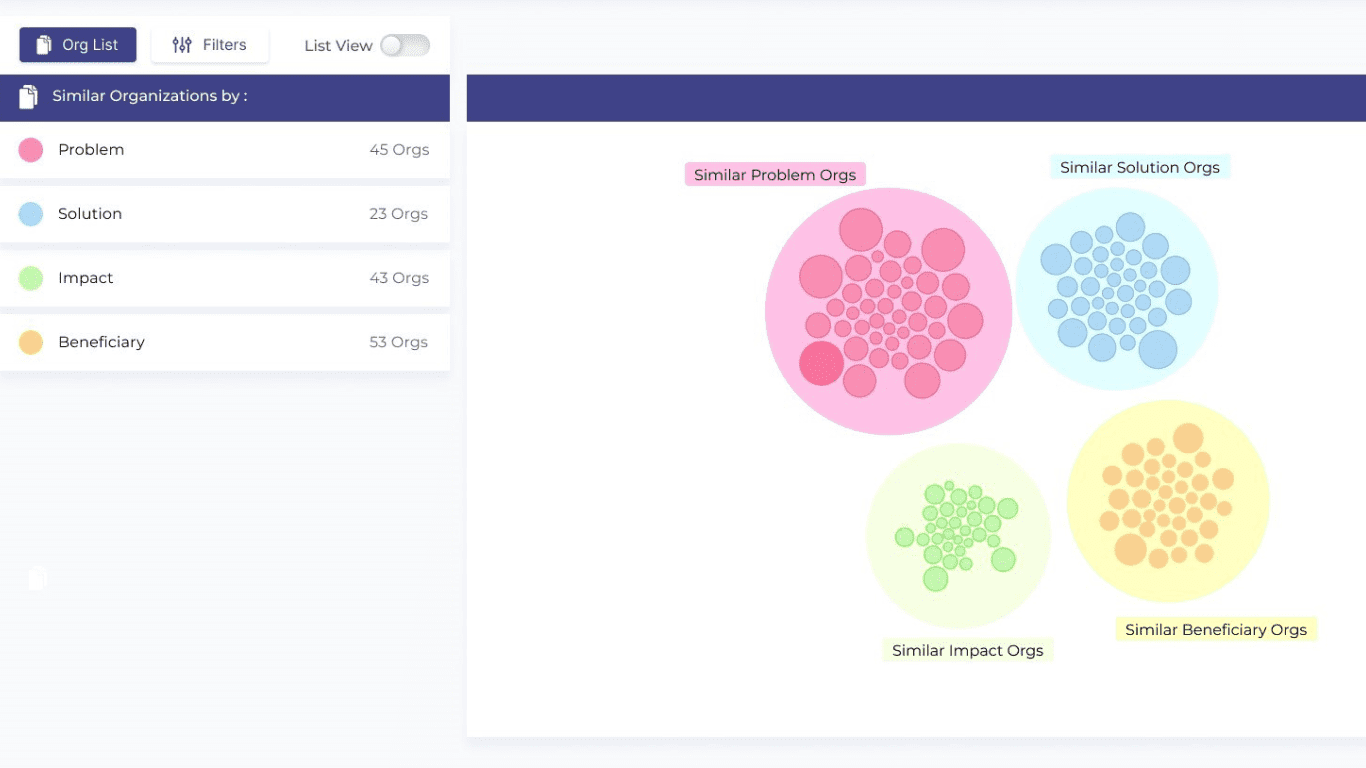 Org List
Filters
List View
Similar Organizations by :
Problem
45 Orgs
Solution
23 Orgs
Impact
43 Orgs
Beneficiary
53 Orgs
Similar Problem Orgs
Similar Solution Orgs
Similar Beneficiary Orgs
Similar Impact Orgs